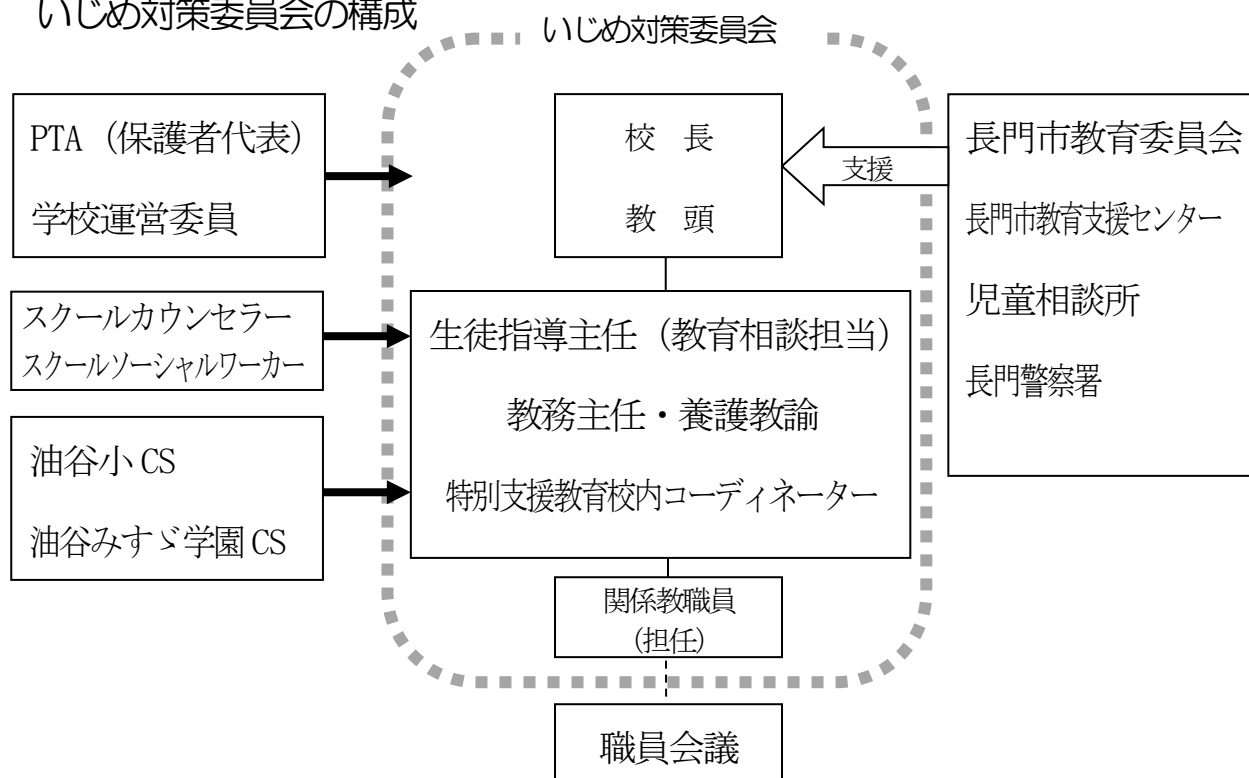 いじめ対策委員会の構成
いじめ対策委員会
PTA（保護者代表）
学校運営委員
スクールカウンセラー
スクールソーシャルワーカー
油谷小 CS
油谷みすゞ学園 CS
校　長
教　頭
生徒指導主任（教育相談担当）
教務主任・養護教諭
特別支援教育校内コーディネーター
関係教職員
(担任)
職員会議
支援
長門市教育委員会
長門市教育支援センター
児童相談所
長門警察署